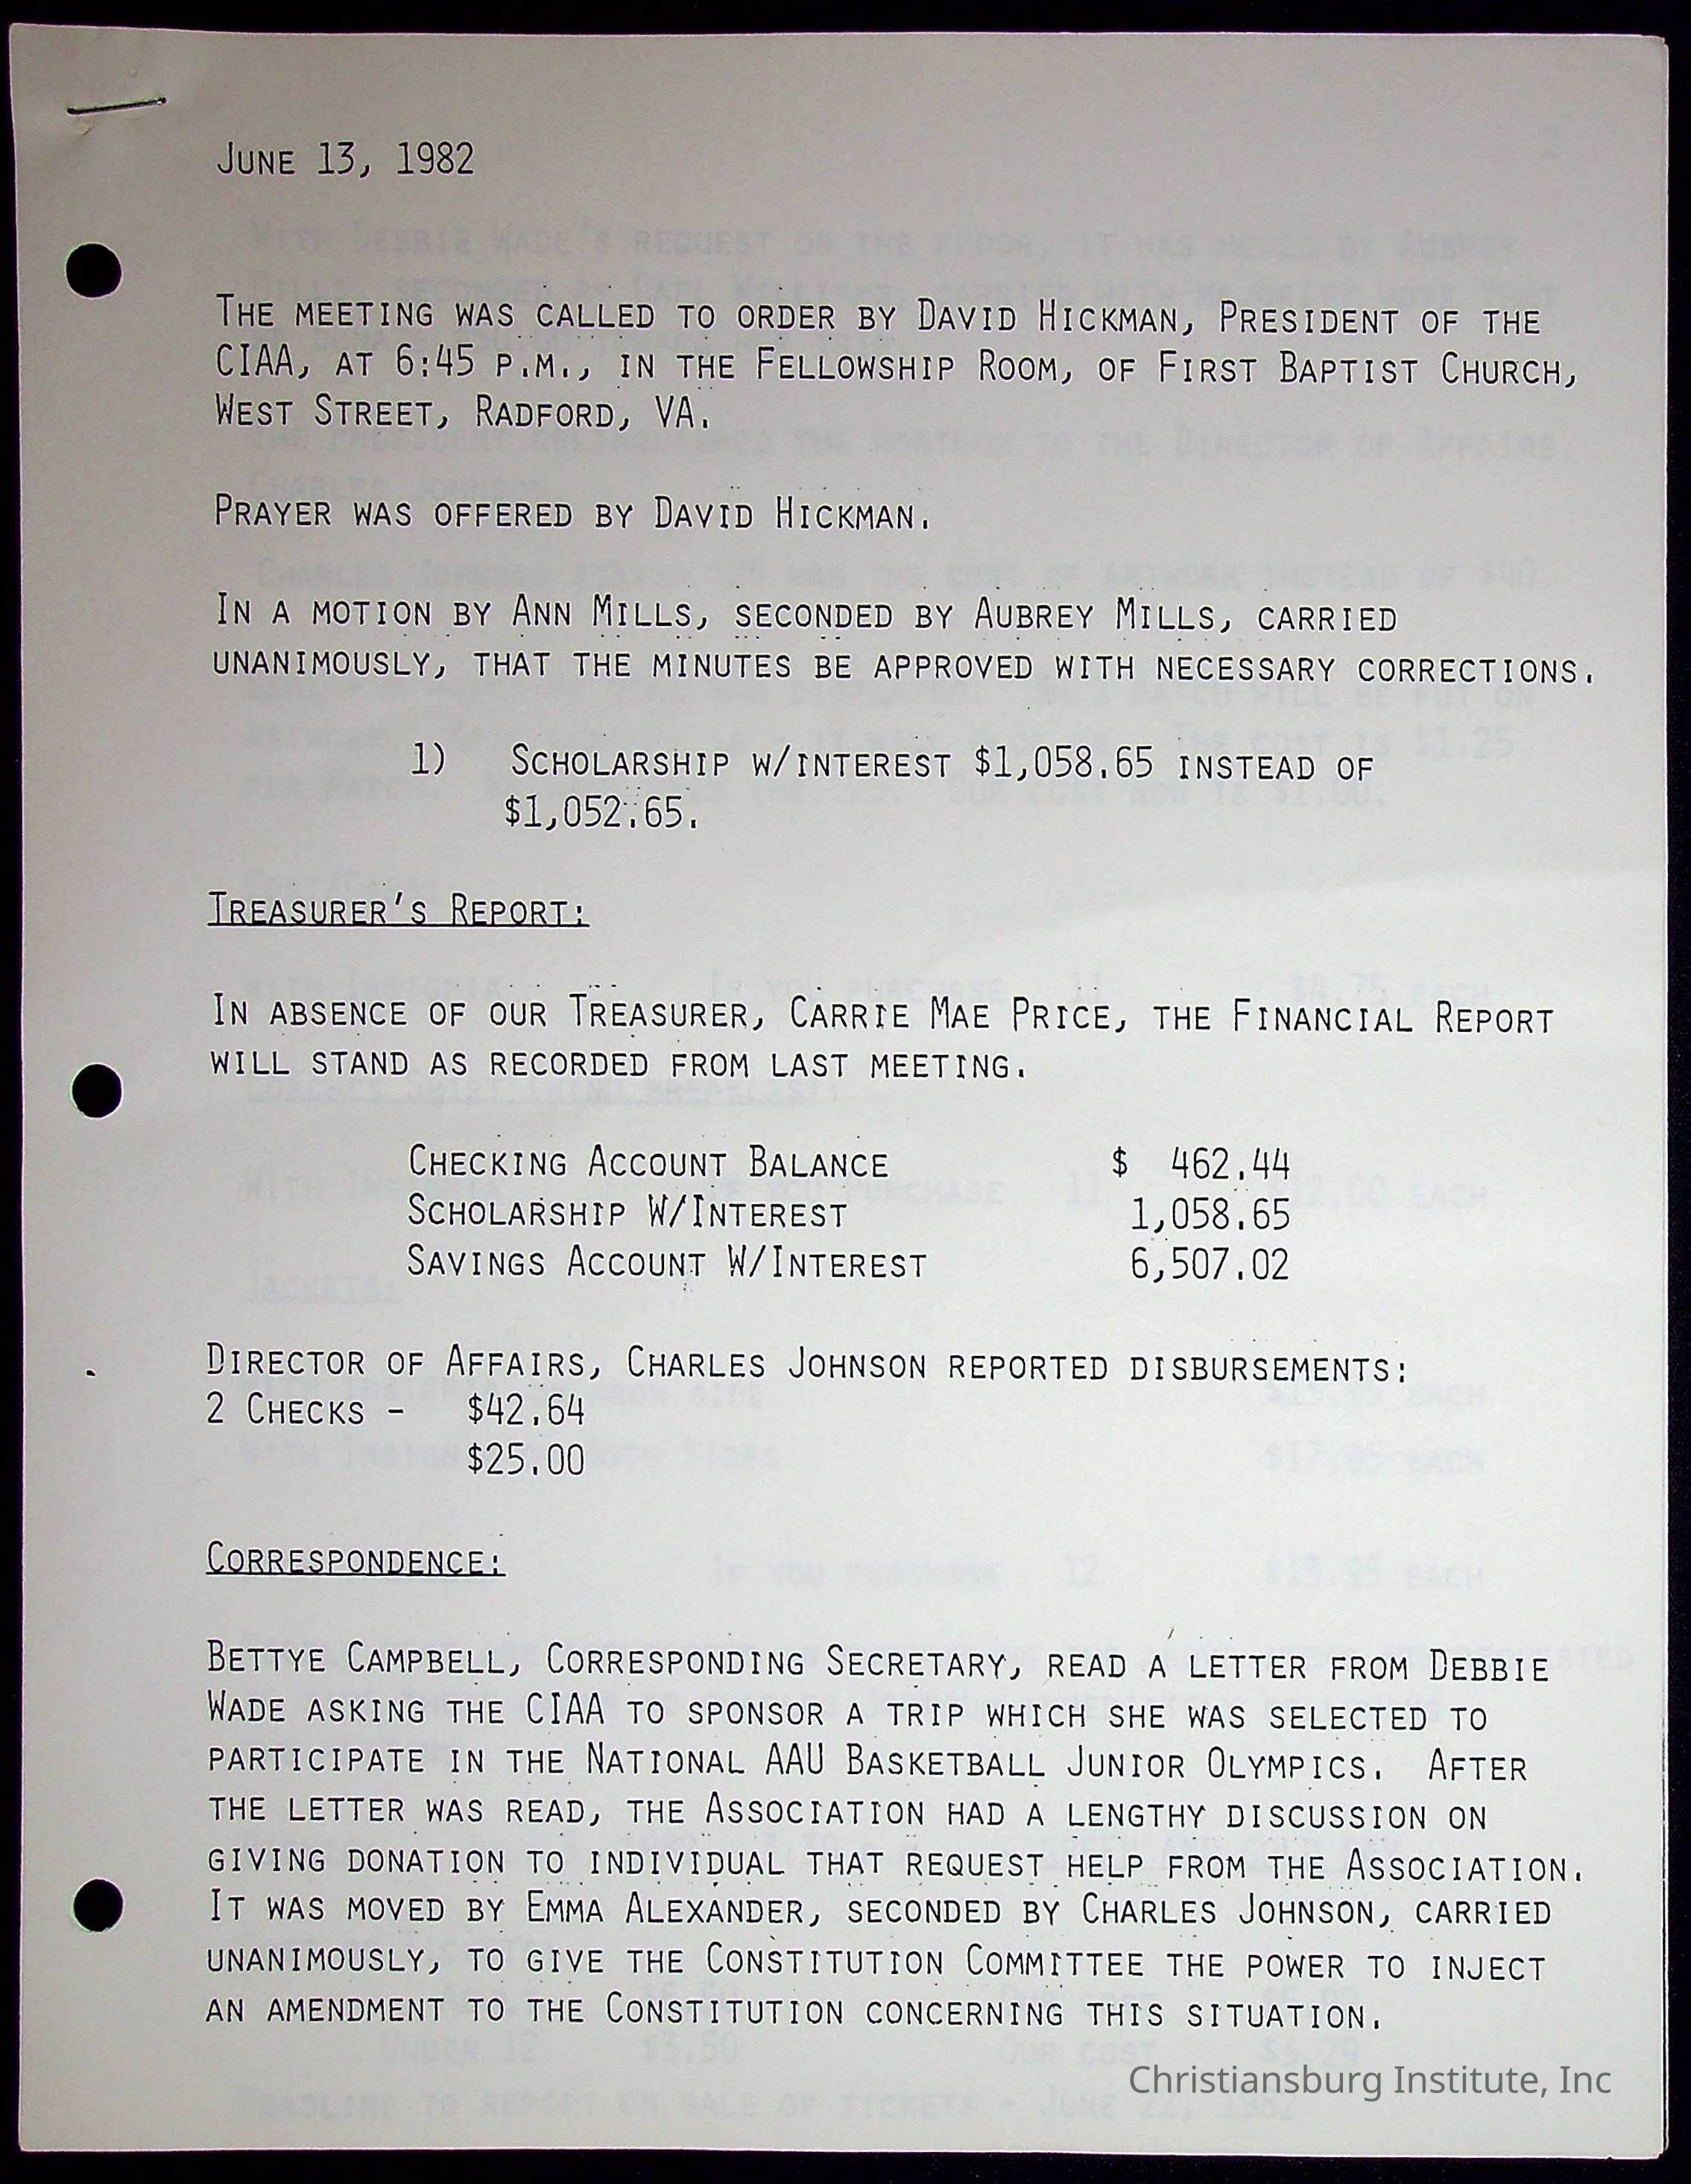 June 13, 1982
The meeting was called to order by David Hickman, President of the
CIAA, at 6:45 p.m., in the Fellowship Room, of First Baptist Church,
West Street, Radford, VA.
Prayer was offered by David Hickman.
In a motion by Ann Mills, seconded by Aubrey Mills, carried
unanimously, that the minutes be approved with necessary corrections.
1) Scholarship w/interest $1,058.65 instead of
$1,052.65.
Treasurer's Report:
In absence of our Treasurer, Carrie Mae Price, the Financial Report
will stand as recorded from last meeting.
Checking Account Balance $ 462.44
Scholarship W/Interest 1,058.65
Savings Account W/Interest 6,507.02
Director of Affairs, Charles Johnson reported disbursements:
2 Checks - $42.64
$25.00
Correspondence:
Bettye Campbell, Corresponding Secretary, read a letter from Debbie
Wade asking the CIAA to sponsor a trip which she was selected to
participate in the National AAU Basketball Junior Olympics. After
the letter was read, the Association had a lengthy discussion on
giving donation to individual that request help from the Association.
It was moved by Emma Alexander, seconded by Charles Johnson, carried
unanimously, to give the Constitution Committee the power to inject
an amendment to the Constitution concerning this situation.
Christiansburg Institute, Inc